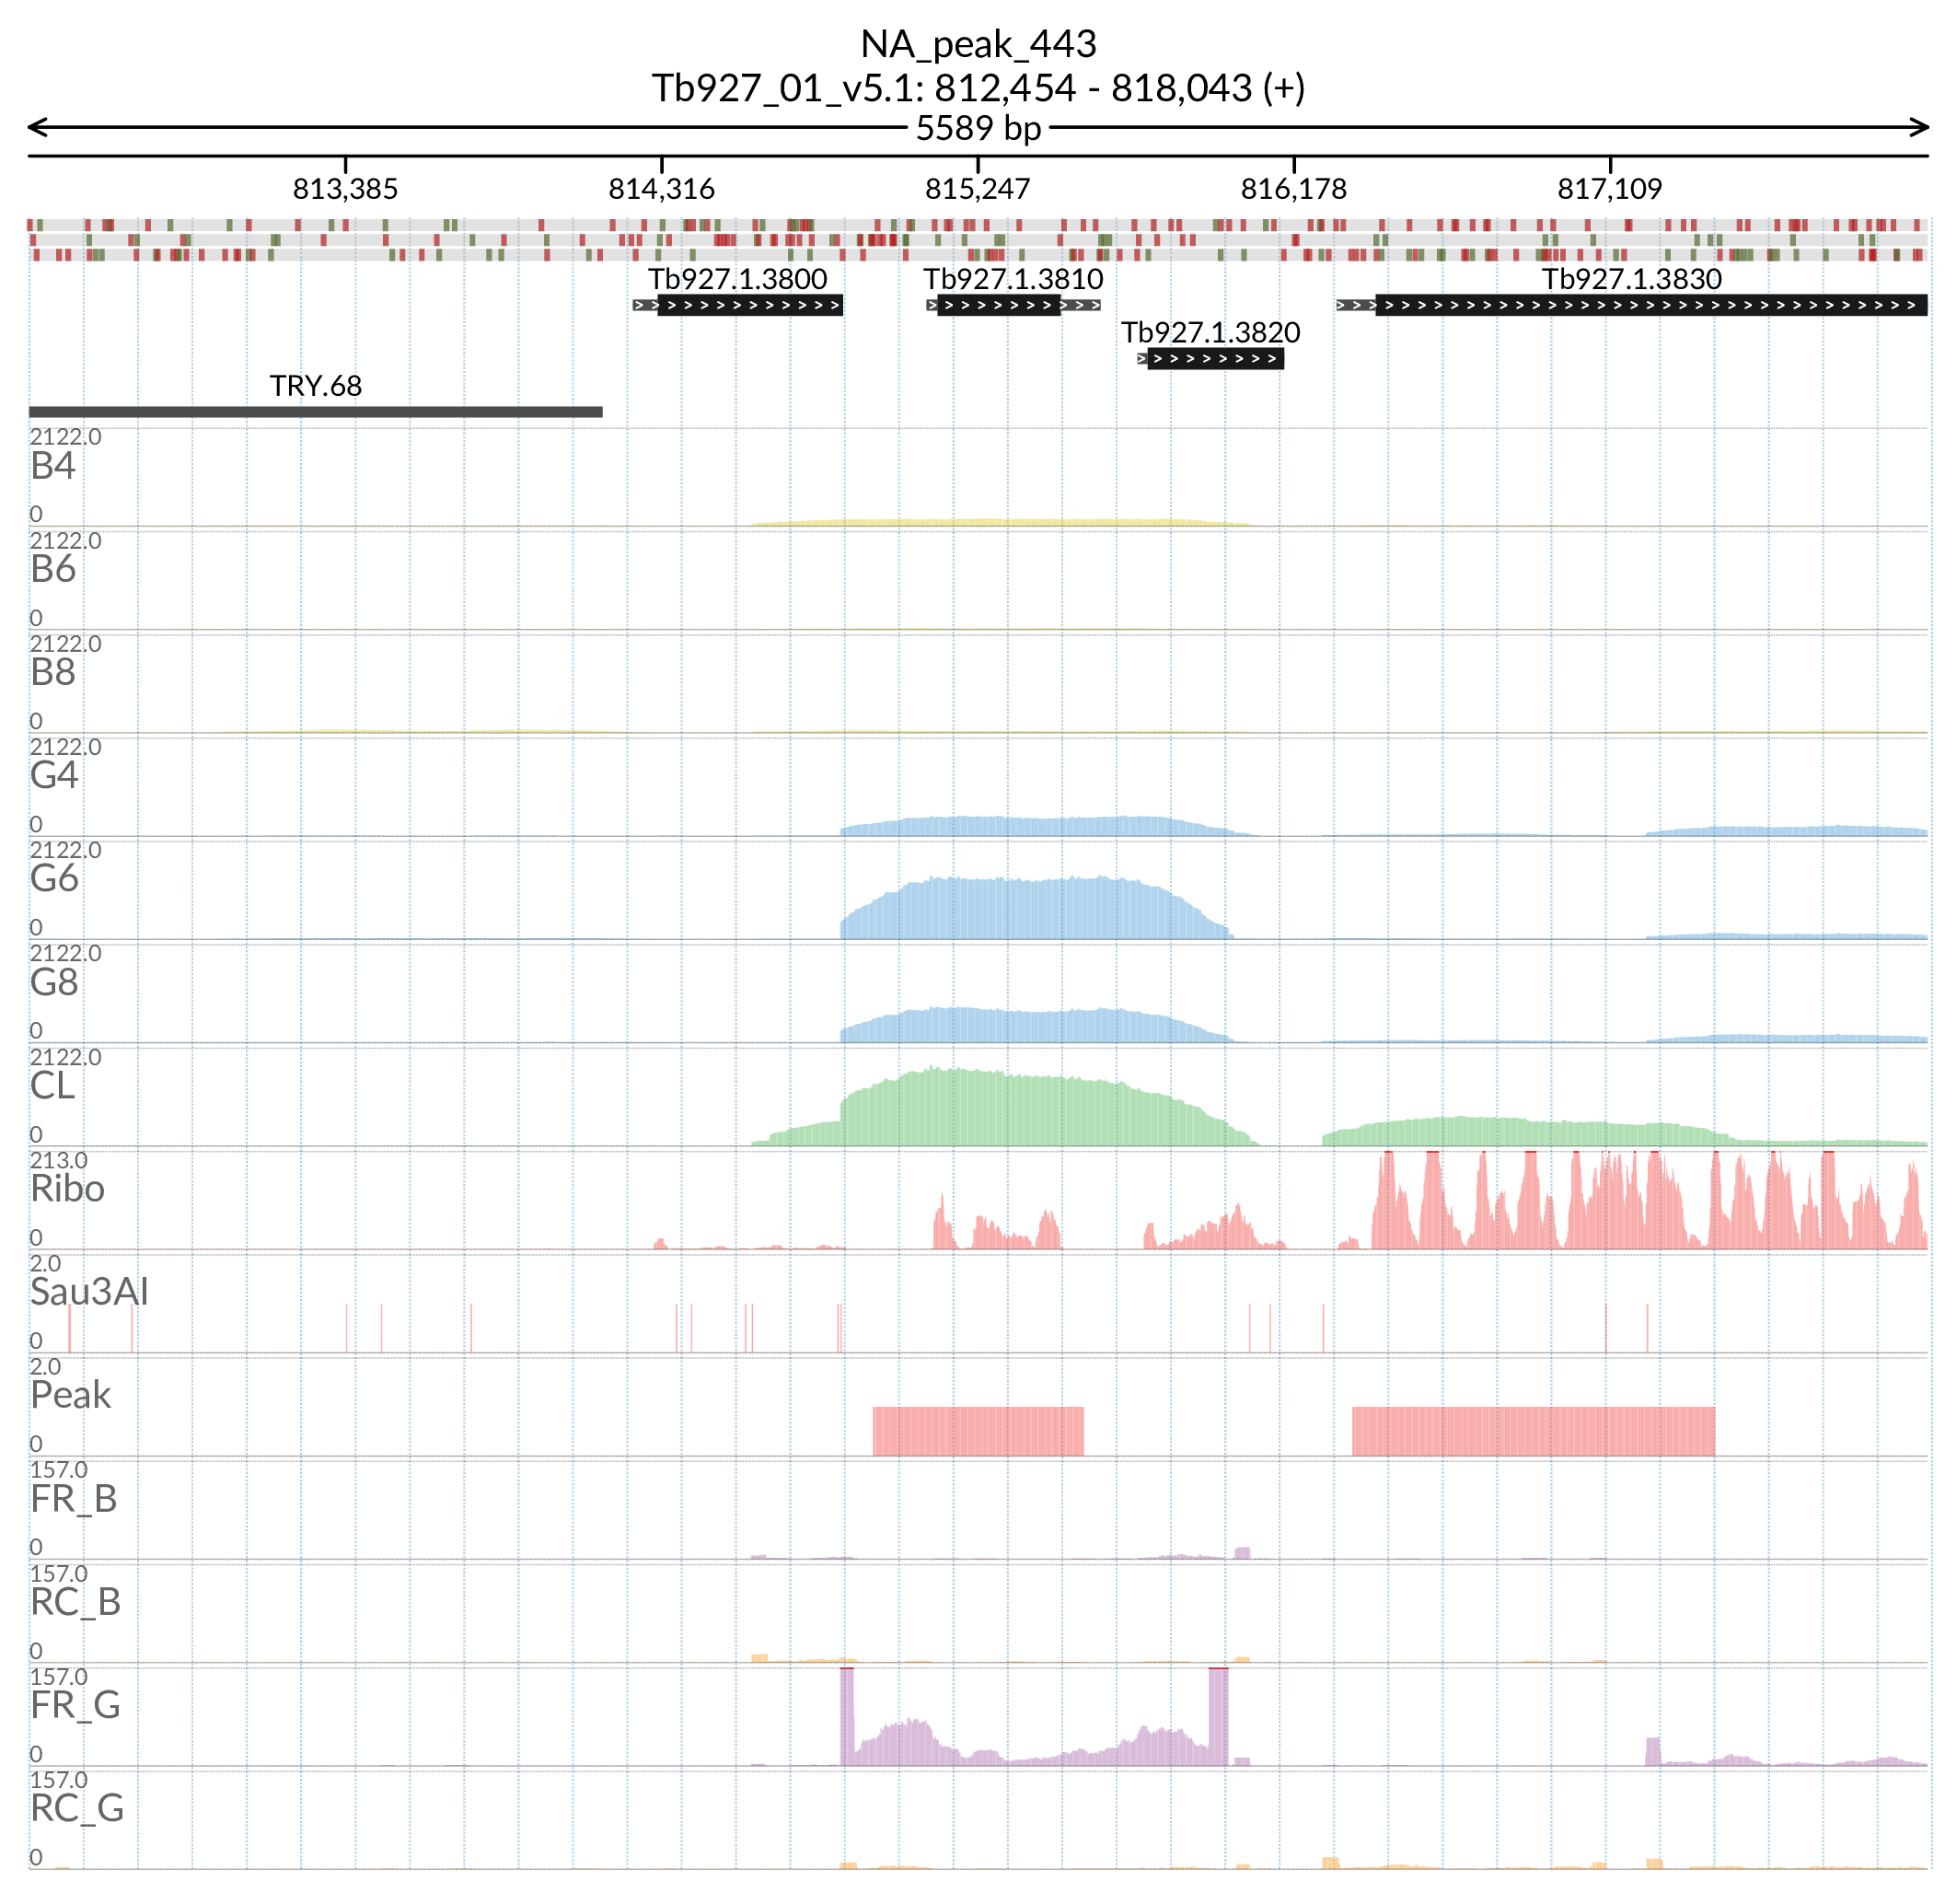 NA_peak_443
Tb927_01_v5.1: 812,454 - 818,043 (+)
5589 bp
813,385 814,316 815,247 816,178 817,109
Tb927.1.3800 Tb927.1.3810 Tb927.1.3830
Tb927.1.3820
TRY.68
2122.0
B4
0
2122.0
B6
0
2122.0
B8
0
2122.0
G4
0
2122.0
G6
0
2122.0
G8
0
2122.0
CL
0
213.0
Ribo
0
2.0
Sau3AI
0
2.0
Peak
0
157.0
FR_B
0
157.0
RC_B
0
157.0
FR_G
0
157.0
RC_G
0